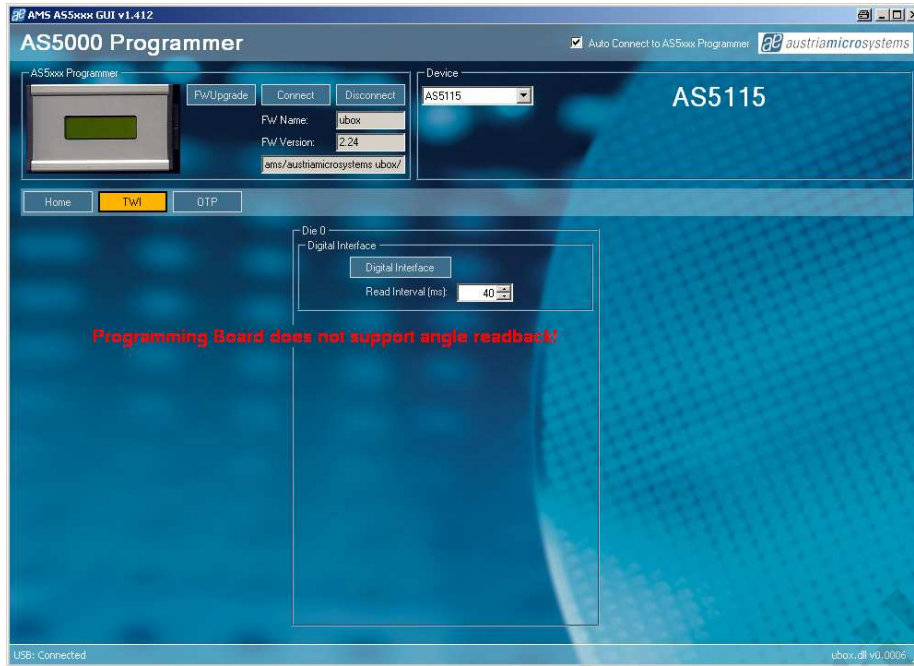 AMS AS5xxx GUI v1.412
AS5000 Programmer
Auto Connect to AS5xxx Programmer
austriamicrosystems
AS5xxx Programmer
FWUpgrade
Connect
Disconnect
FW Name:
ubox
FW Version:
2.24
ams/austriamicrosystems ubox/
Device
AS5115
AS5115
Home
TWI
OTP
Die 0
Digital Interface
Digital Interface
Read Interval (ms):
40
Programming Board does not support angle readback!
USB: Connected
ubox.dll v0.0006